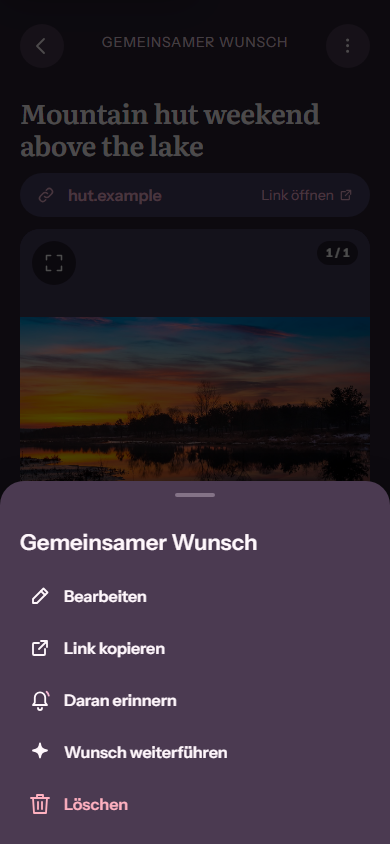 GEMEINSAMER WUNSCH
Mountain hut weekend
above the lake
hut.example
Link öffnen
1 / 1
Gemeinsamer Wunsch
Bearbeiten
Link kopieren
Daran erinnern
Wunsch weiterführen
Löschen